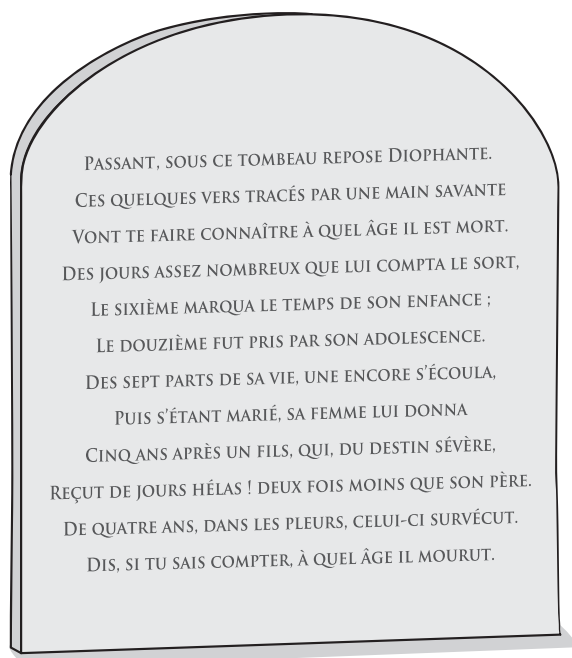 Passant, sous ce tombeau repose Diophante.
Ces quelques vers tracés par une main savante
Vont te faire connaître à quel âge il est mort.
Des jours assez nombreux que lui compta le sort,
Le sixième marqua le temps de son enfance ;
Le douzième fut pris par son adolescence.
Des sept parts de sa vie, une encore s'écoula,
Puis s'étant marié, sa femme lui donna
Cinq ans après un fils, qui, du destin sévère,
Reçut de jours hélas ! deux fois moins que son père.
De quatre ans, dans les pleurs, celui-ci survécut.
Dis, si tu sais compter, à quel âge il mourut.